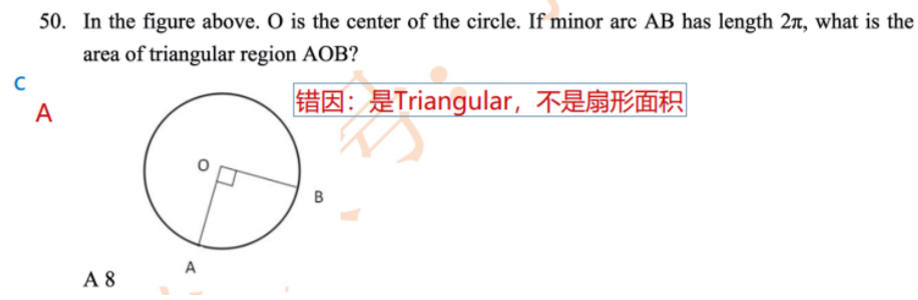 50. In the figure above. O is the center of the circle. If minor arc AB has length 2π, what is the
area of triangular region AOB?
C
A
错因：是Triangular，不是扇形面积
O
B
A
A 8